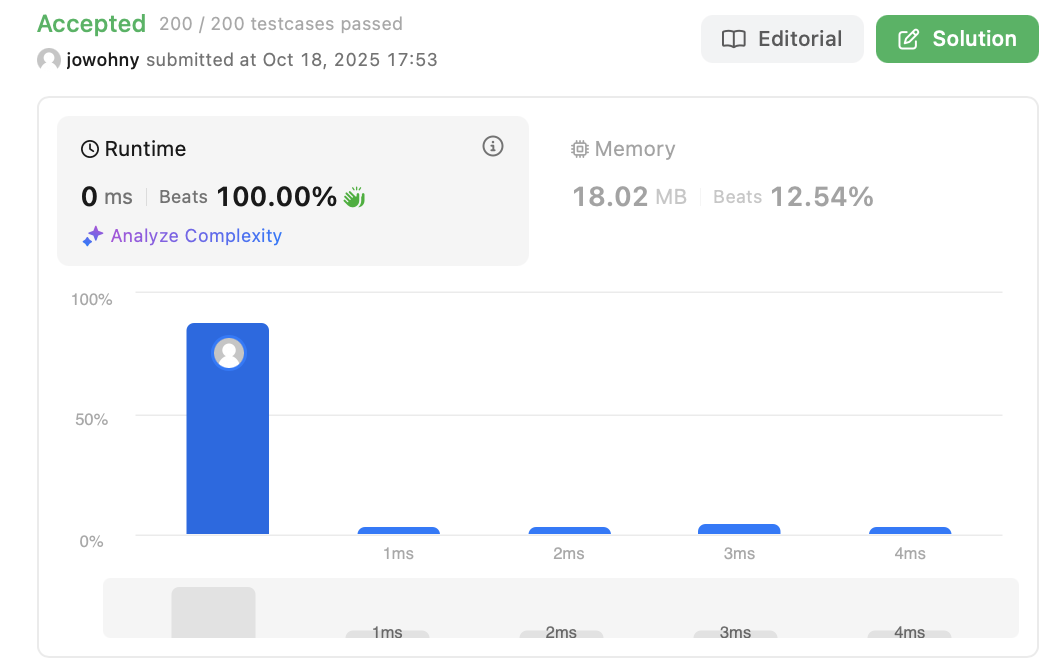 Accepted 200 / 200 testcases passed
jowohny submitted at Oct 18, 2025 17:53
Editorial
Solution
Runtime
0 ms Beats 100.00%
Analyze Complexity
Memory
18.02 MB Beats 12.54%
100%
50%
0%
1ms 2ms 3ms 4ms
1ms 2ms 3ms 4ms